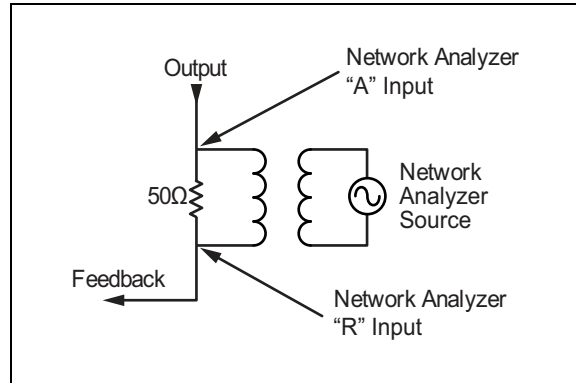 Output
Network Analyzer
“A” Input
50Ω
Network
Analyzer
Source
Feedback
Network Analyzer
“R” Input